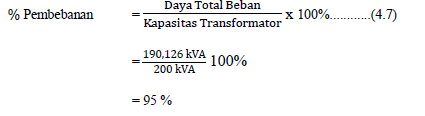 % Pembebanan = Daya Total Beban / Kapasitas Transformator x 100%............(4.7)
= 190,126 kVA / 200 kVA 100%
= 95 %